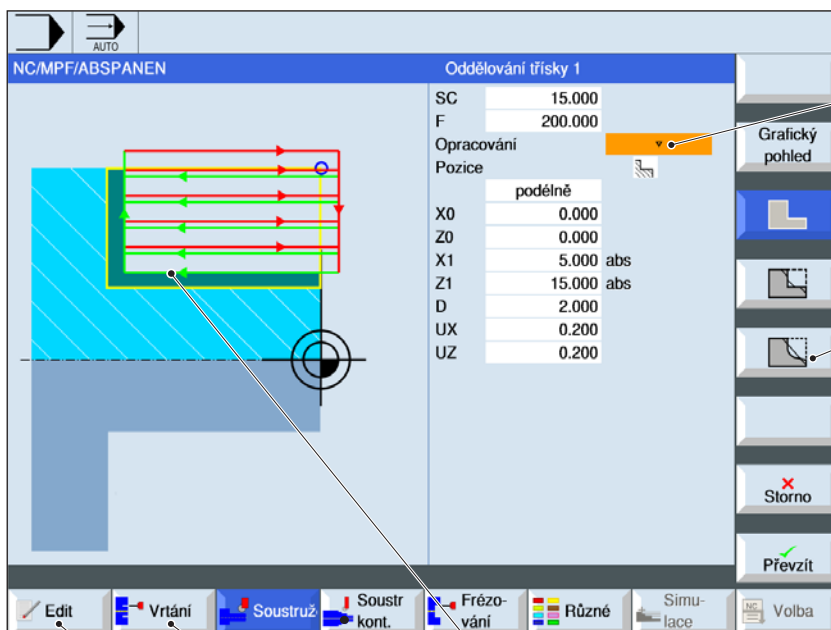 AUTO
NC/MPF/ABSPANEN
Oddělování třísky 1
SC 15.000
F 200.000
Opracování
Pozice
podélně
X0 0.000
Z0 0.000
X1 5.000 abs
Z1 15.000 abs
D 2.000
UX 0.200
UZ 0.200
Grafický
pohled
Storno
Převzít
Edit
Vrtání
Soustruž
Soustr
kont.
Frézo-
vání
Různé
Simu-
lace
NC
Volba